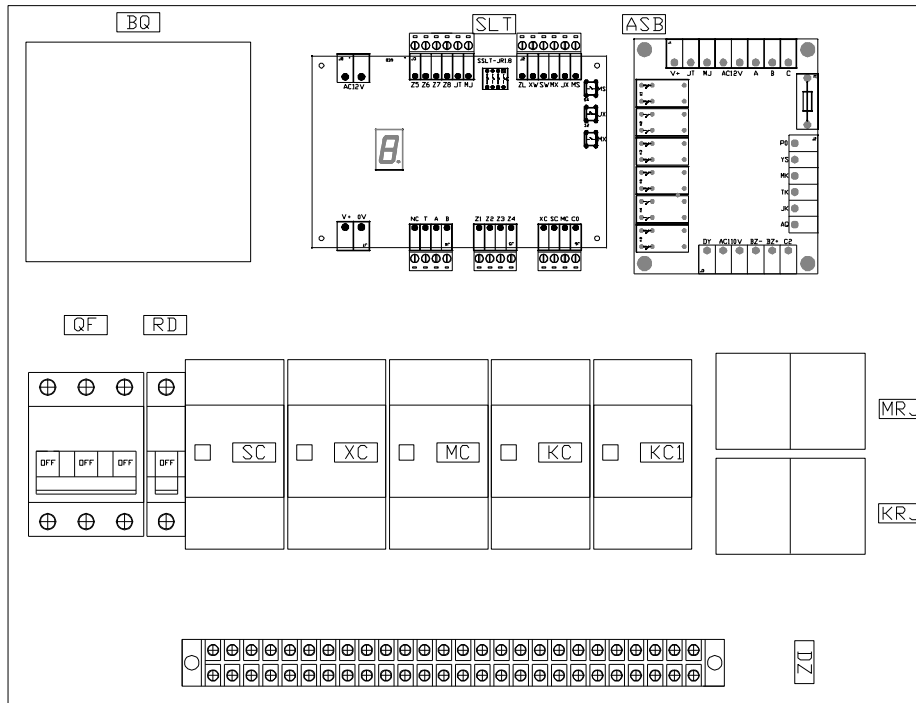 BQ
SLT
ASB
AC12V
Z5 Z6 Z7 Z8 JT MJ
SSLT-JR1.8
ZL XW SW MX JX MS
MS
JX
MX
V+ 0V
NC T A B
Z1 Z2 Z3 Z4
XC SC MC C0
V+ JT MJ AC12V A B C
P0
YS
MK
TK
JK
AQ
DY AC110V BZ- BZ+ C2
QF
RD
OFF OFF OFF
OFF
SC
XC
MC
KC
KC1
MRJ
KRJ
DZ